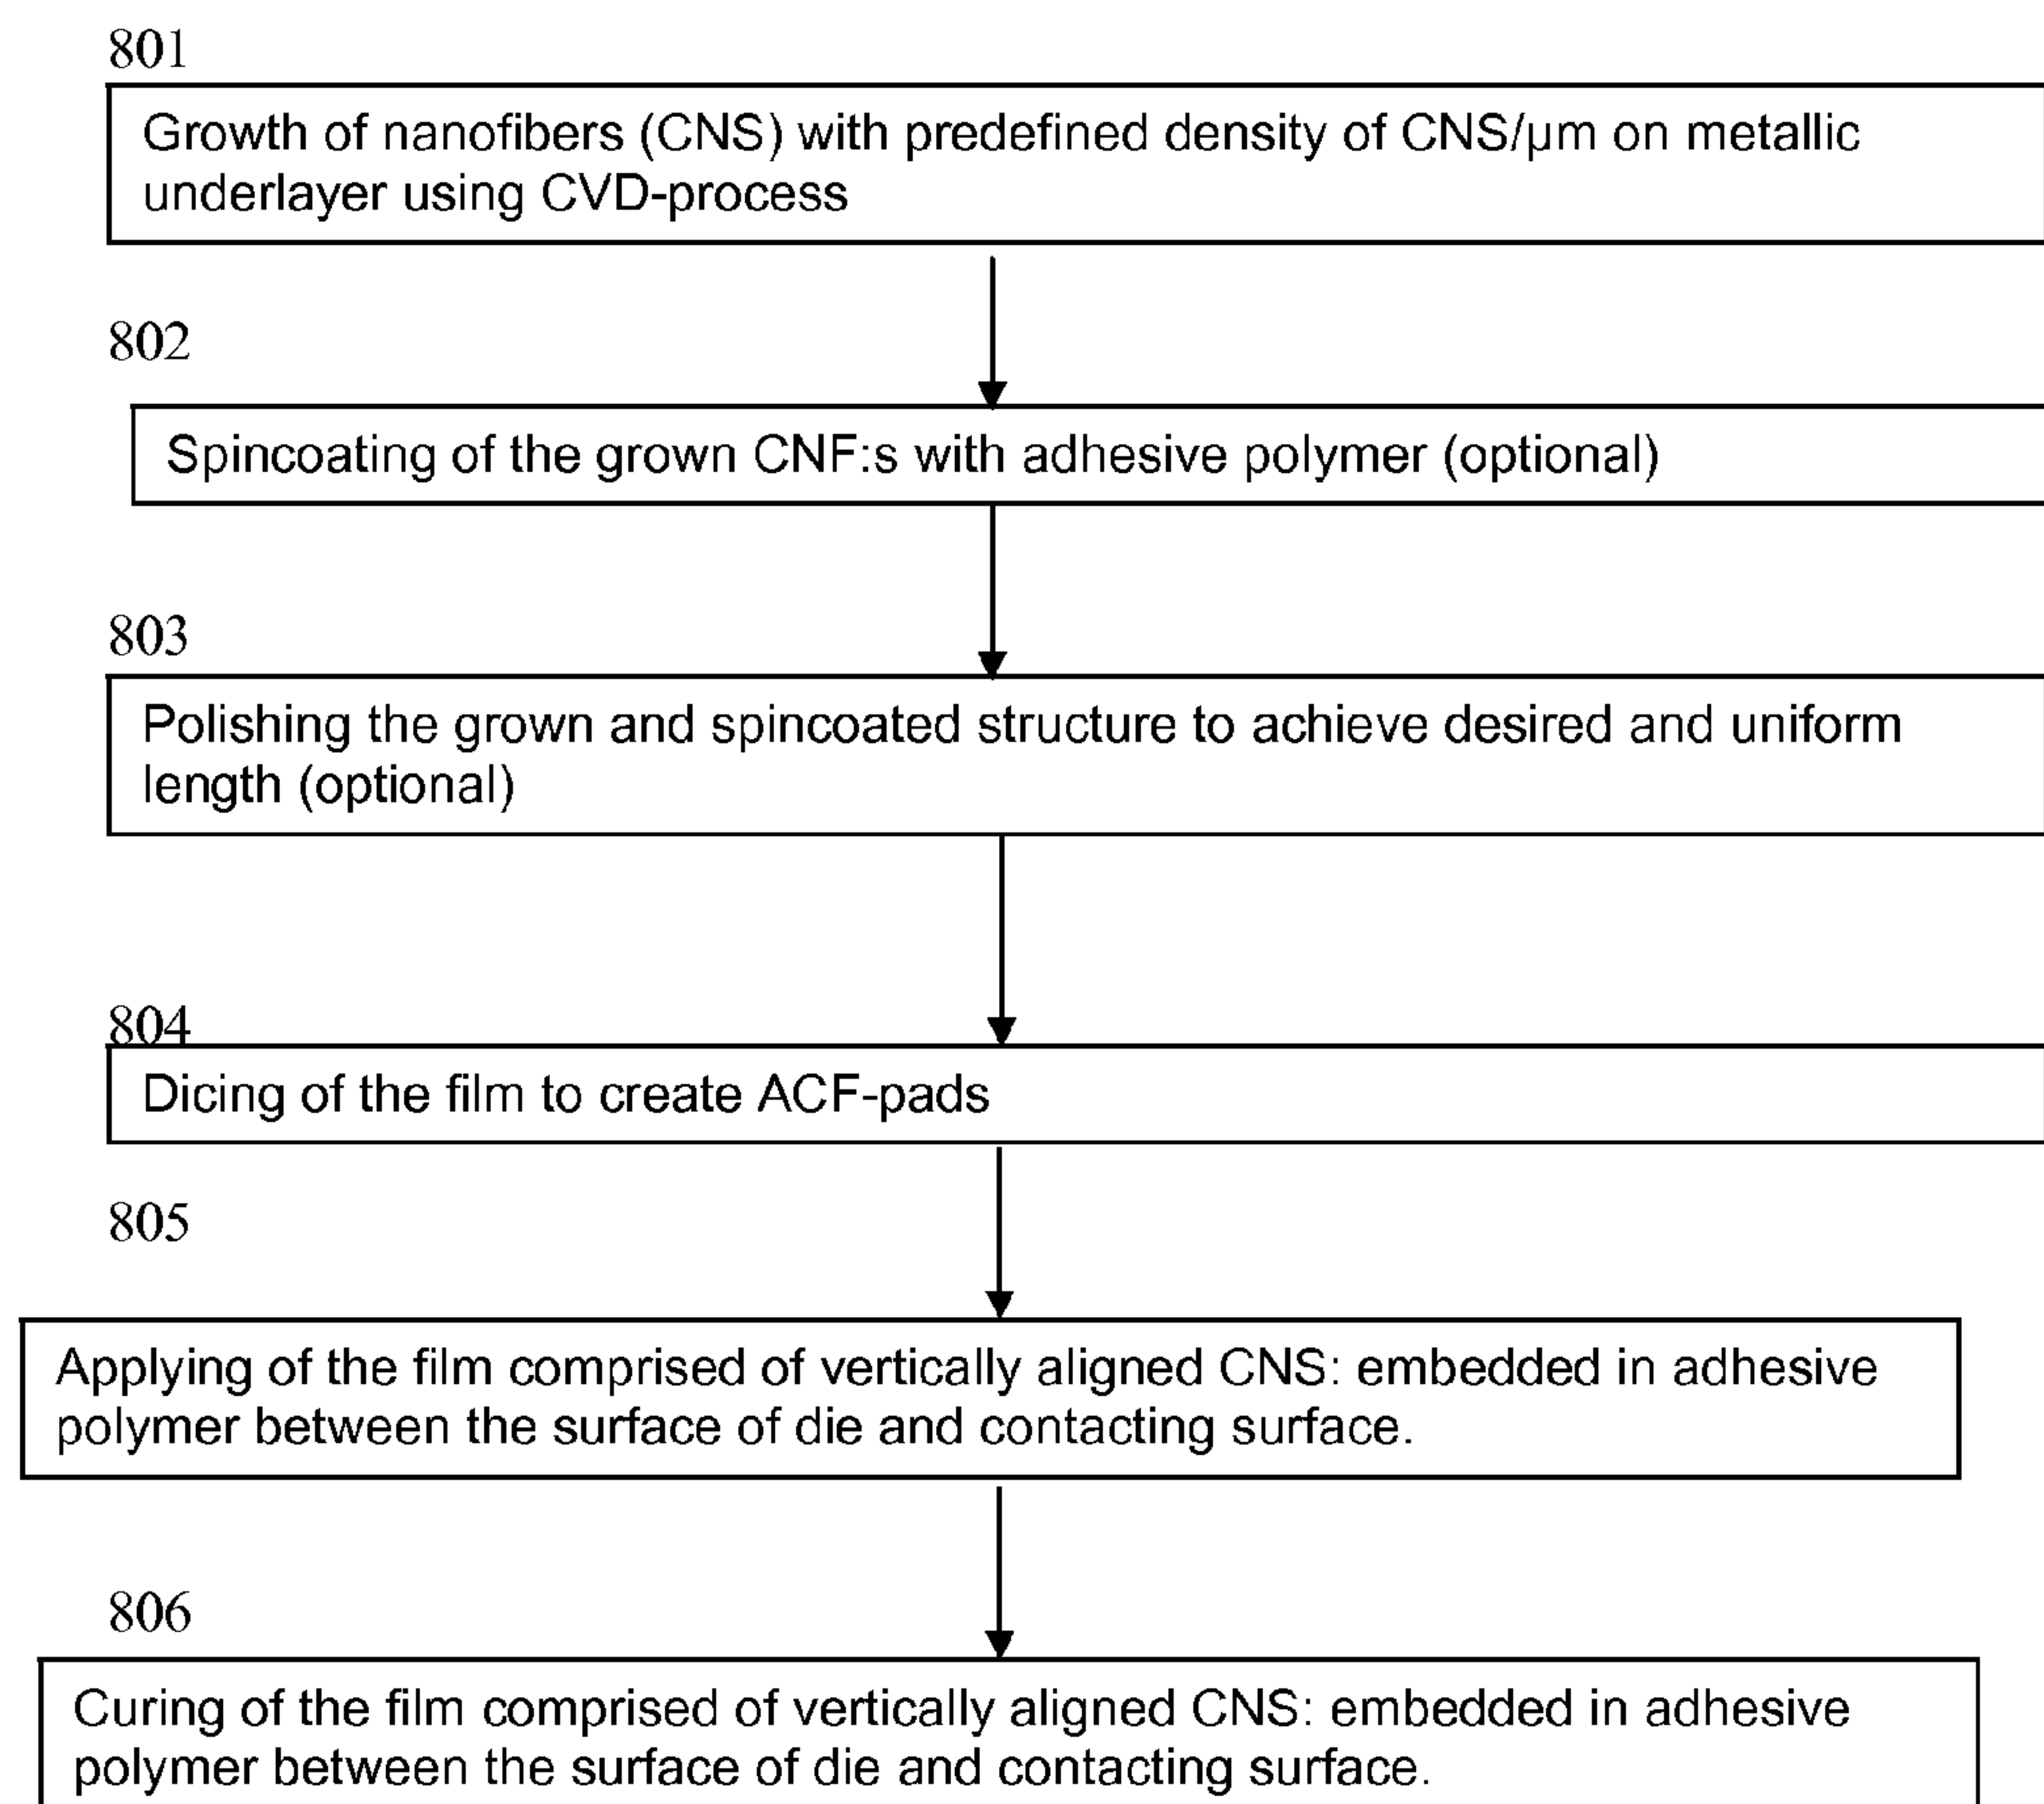 801
Growth of nanofibers (CNS) with predefined density of CNS/µm on metallic
underlayer using CVD-process
802
Spincoating of the grown CNF:s with adhesive polymer (optional)
803
Polishing the grown and spincoated structure to achieve desired and uniform
length (optional)
804
Dicing of the film to create ACF-pads
805
Applying of the film comprised of vertically aligned CNS: embedded in adhesive
polymer between the surface of die and contacting surface.
806
Curing of the film comprised of vertically aligned CNS: embedded in adhesive
polymer between the surface of die and contacting surface.